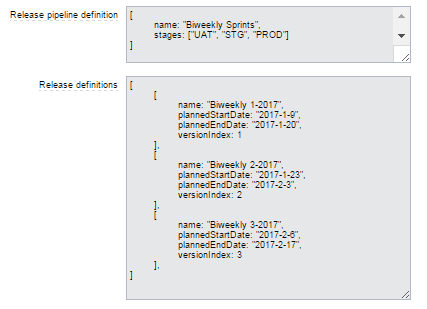 Release pipeline definition
[
name: "Biweekly Sprints",
stages: ["UAT", "STG", "PROD"]
]
Release definitions
[
[
name: "Biweekly 1-2017",
plannedStartDate: "2017-1-9",
plannedEndDate: "2017-1-20",
versionIndex: 1
],
[
name: "Biweekly 2-2017",
plannedStartDate: "2017-1-23",
plannedEndDate: "2017-2-3",
versionIndex: 2
],
[
name: "Biweekly 3-2017",
plannedStartDate: "2017-2-6",
plannedEndDate: "2017-2-17",
versionIndex: 3
],
]